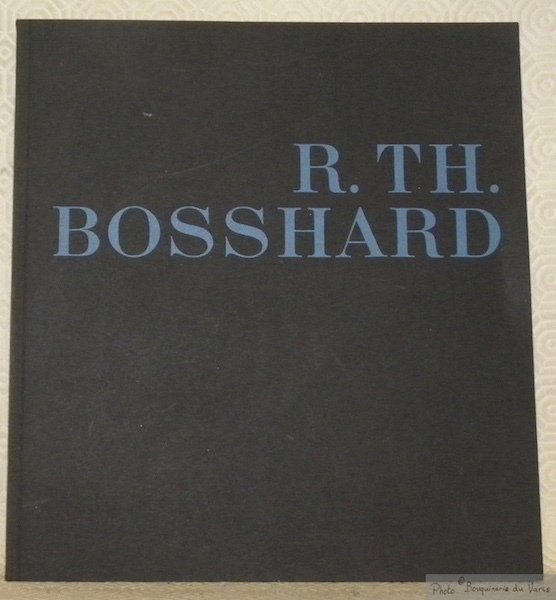 R. TH.
BOSSHARD
Photo © Bouquinerie du Varis